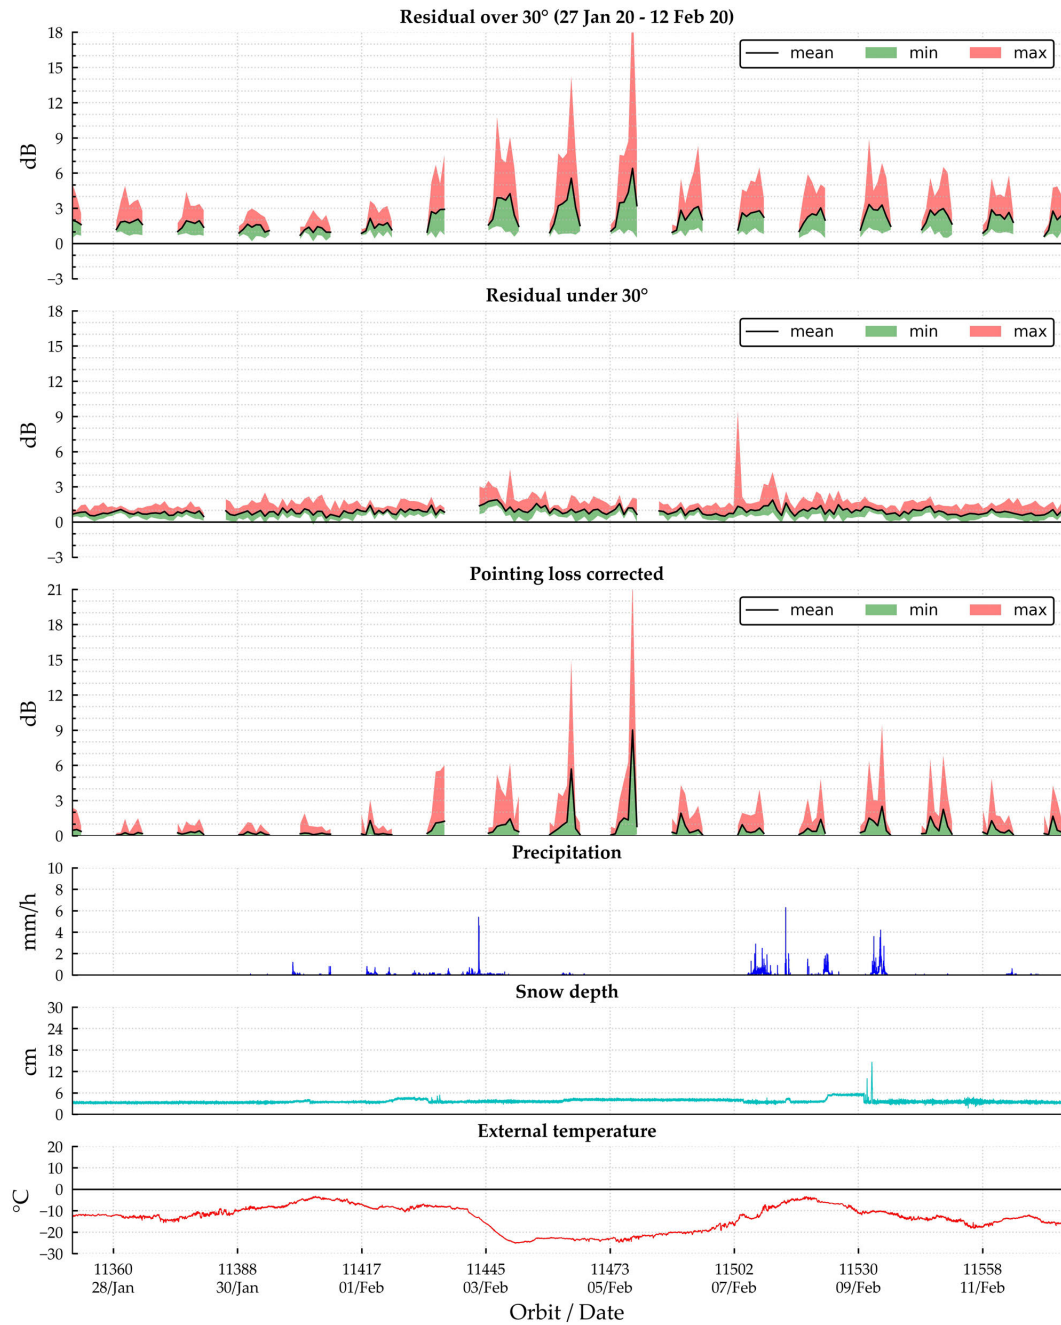 Residual over 30° (27 Jan 20 - 12 Feb 20)
18
15
12
9
6
3
0
−3
dB
mean min max
Residual under 30°
18
15
12
9
6
3
0
−3
dB
mean min max
Pointing loss corrected
21
18
15
12
9
6
3
0
dB
mean min max
Precipitation
10
8
6
4
2
0
mm/h
Snow depth
30
24
18
12
6
0
cm
External temperature
20
10
0
−10
−20
−30
°C
11360 11388 11417 11445 11473 11502 11530 11558
28/Jan 30/Jan 01/Feb 03/Feb 05/Feb 07/Feb 09/Feb 11/Feb
Orbit / Date